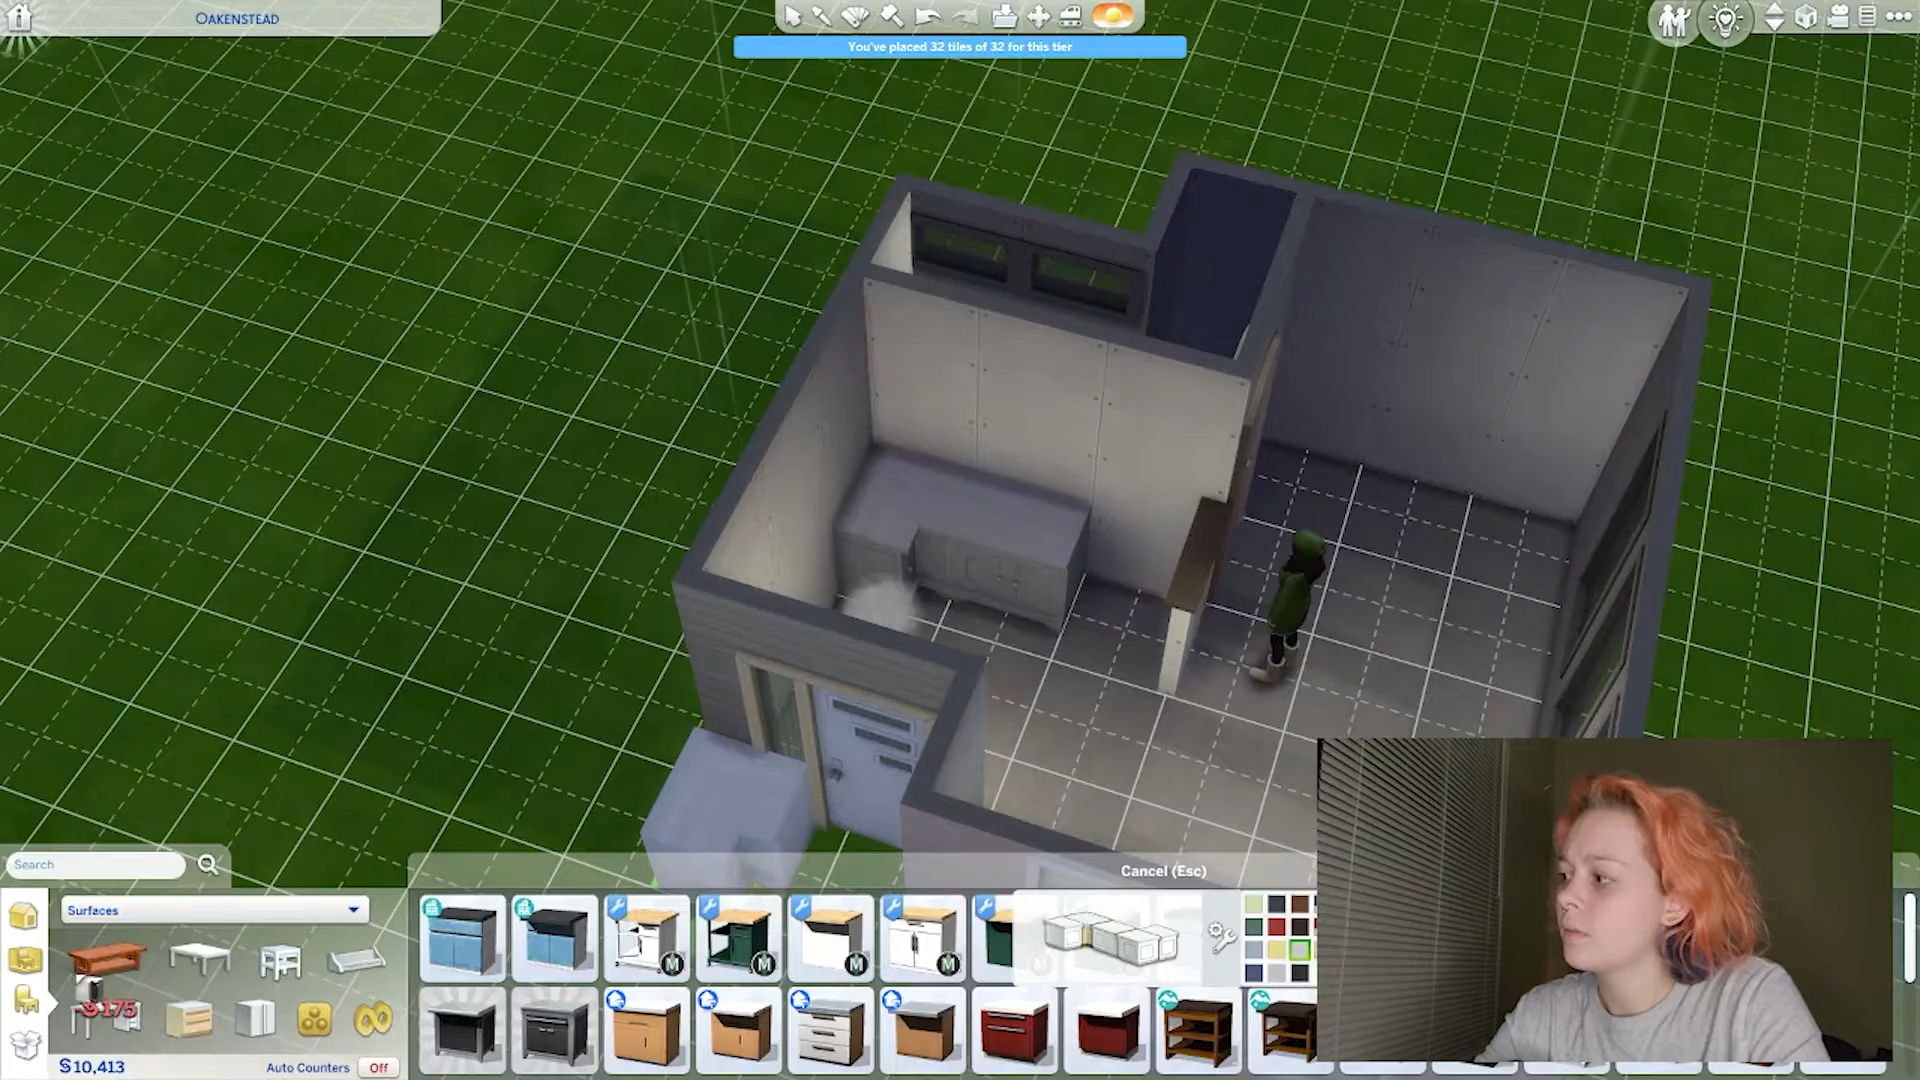 OAKENSTEAD
You've placed 32 tiles of 32 for this tier
Cancel (Esc)
Search
Surfaces
M
M
M
M
-§175
§10,413
Auto Counters
Off